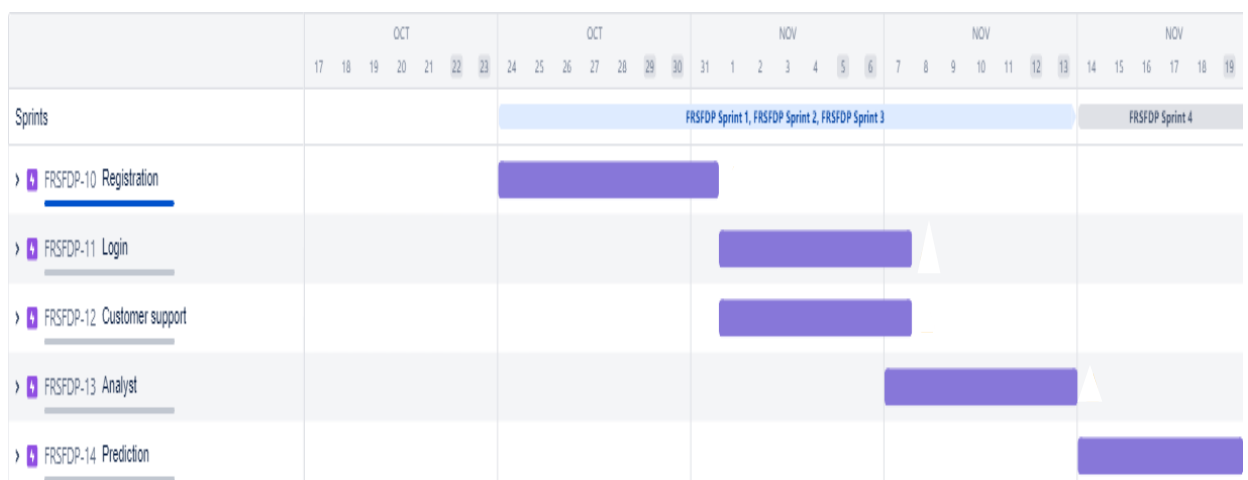 OCT OCT NOV NOV NOV
17 18 19 20 21 22 23 24 25 26 27 28 29 30 31 1 2 3 4 5 6 7 8 9 10 11 12 13 14 15 16 17 18 19
Sprints FRSFDP Sprint 1, FRSFDP Sprint 2, FRSFDP Sprint 3 FRSFDP Sprint 4
FRSFDP-10 Registration
FRSFDP-11 Login
FRSFDP-12 Customer support
FRSFDP-13 Analyst
FRSFDP-14 Prediction